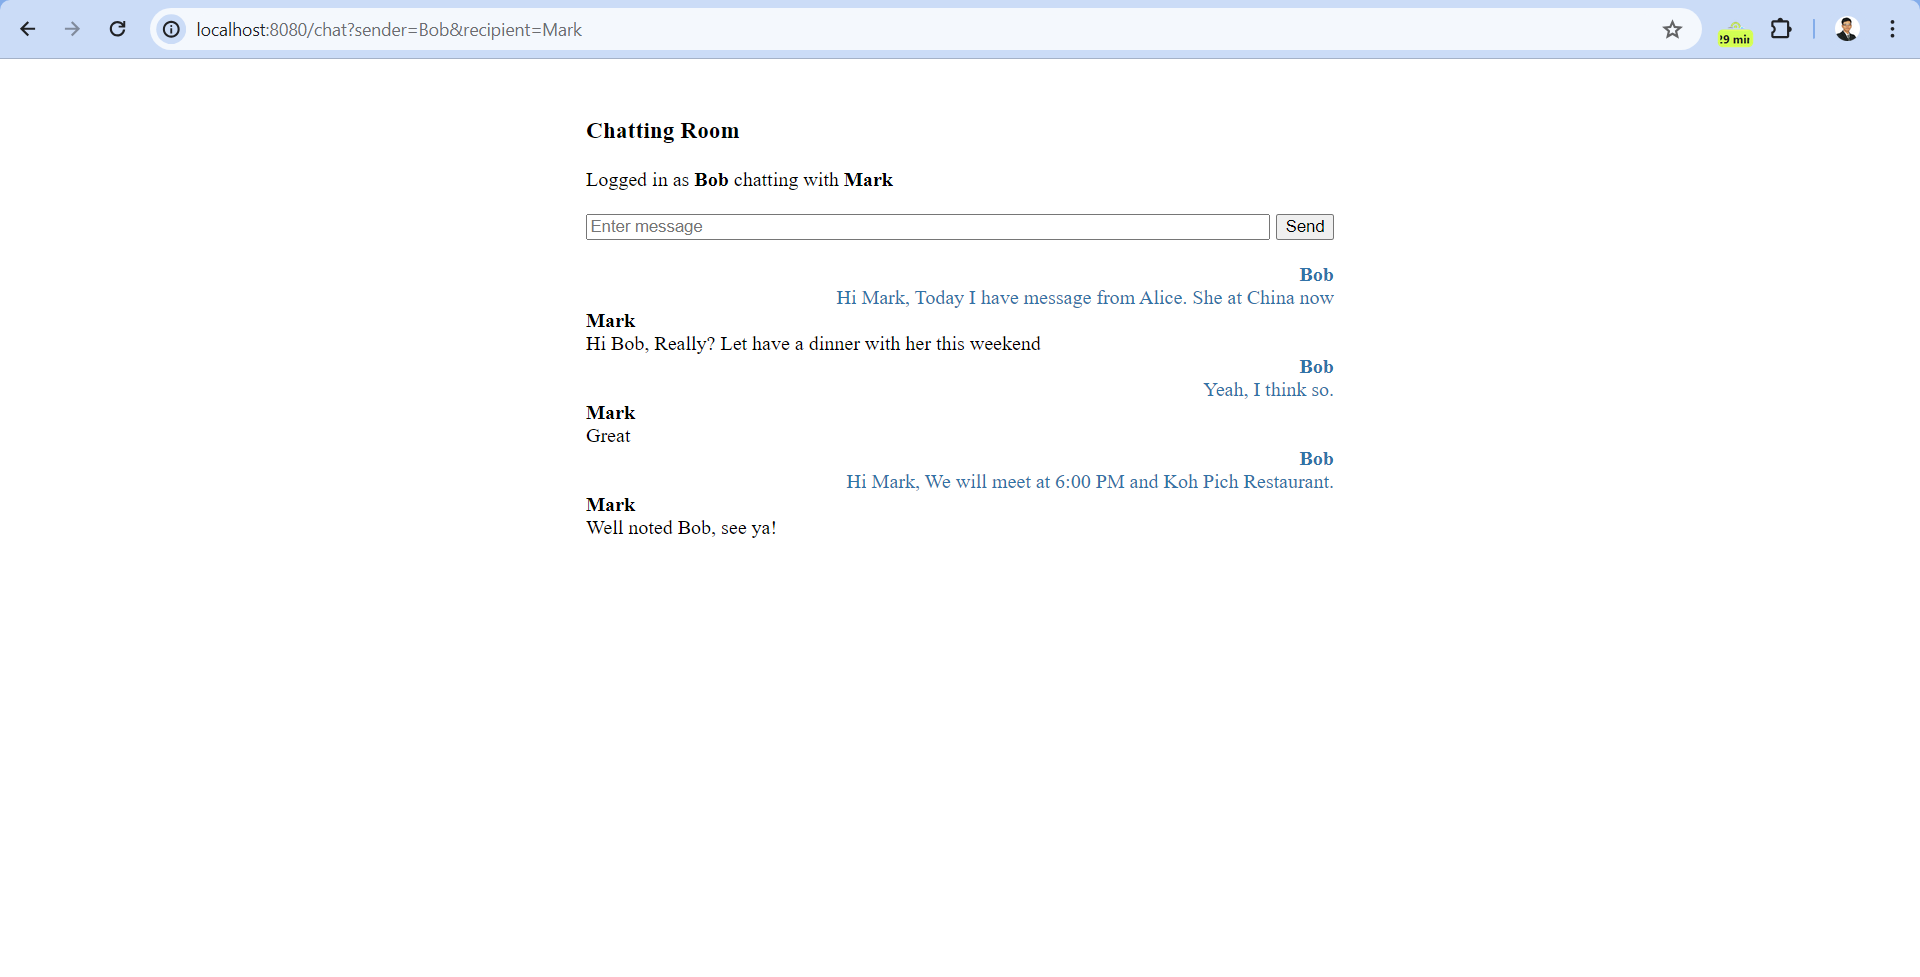 localhost:8080/chat?sender=Bob&recipient=Mark
29 min
Chatting Room
Logged in as Bob chatting with Mark
Enter message
Send
Bob
Hi Mark, Today I have message from Alice. She at China now
Mark
Hi Bob, Really? Let have a dinner with her this weekend
Bob
Yeah, I think so.
Mark
Great
Bob
Hi Mark, We will meet at 6:00 PM and Koh Pich Restaurant.
Mark
Well noted Bob, see ya!